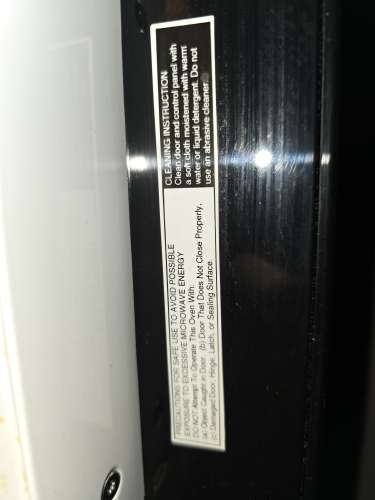 PRECAUTIONS FOR SAFE USE TO AVOID POSSIBLE
EXPOSURE TO EXCESSIVE MICROWAVE ENERGY
DO NOT Attempt To Operate This Oven With:
(a) Object Caught in Door. (b) Door That Does Not Close Properly.
(c) Damaged Door, Hinge, Latch, or Sealing Surface.
CLEANING INSTRUCTION
Clean door and control panel with
a soft cloth moistened with warm
water or liquid detergent. Do not
use an abrasive cleaner.